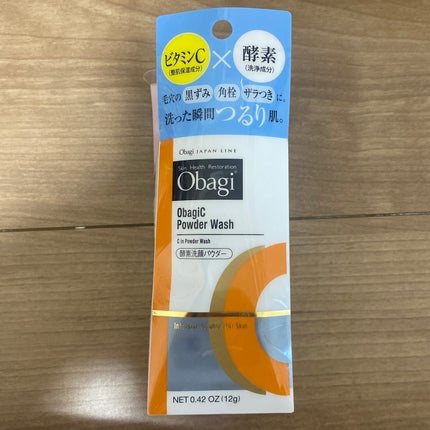 ビタミンC
(整肌保湿成分)
×
酵素
(洗浄成分)
毛穴の 黒ずみ 角栓 ザラつき に。
洗った瞬間つるり肌。
Obagi JAPAN LINE
Skin Health Restoration
Obagi
ObagiC
Powder Wash
C in Powder Wash
酵素洗顔パウダー
NET 0.42 OZ (12g)